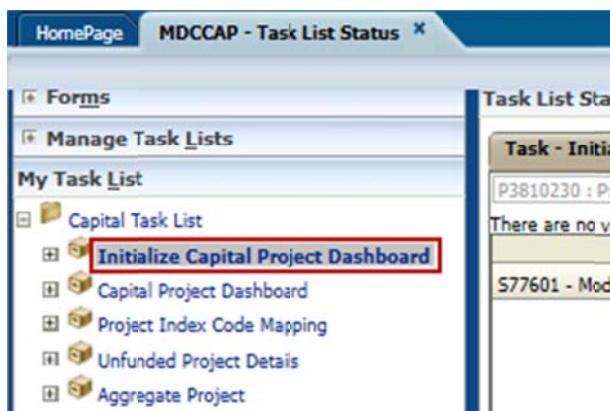 HomePage MDCCAP - Task List Status ×
Forms
Manage Task Lists
My Task List
Capital Task List
Initialize Capital Project Dashboard
Capital Project Dashboard
Project Index Code Mapping
Unfunded Project Details
Aggregate Project
Task List Sta
Task - Initia
P3810230 : P
There are no v
S77601 - Mod